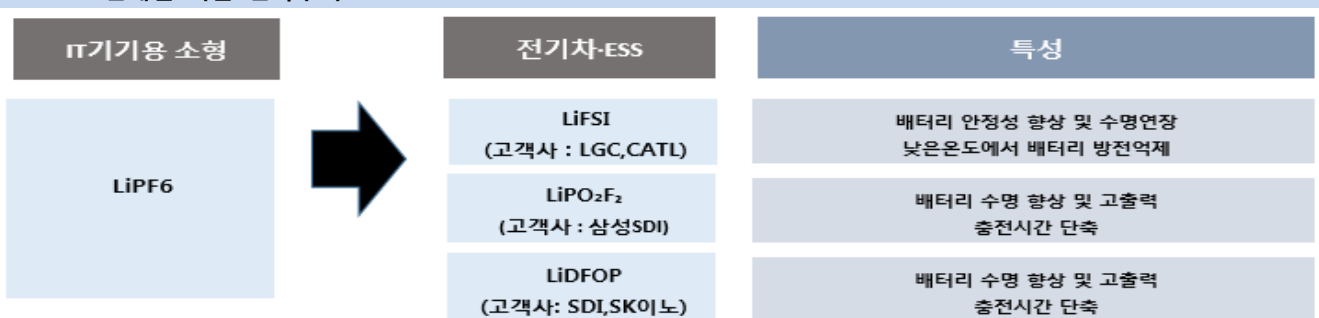 IT기기용 소형
전기차·ESS
특성
LiPF6
LiFSI
(고객사 : LGC,CATL)
배터리 안정성 향상 및 수명연장
낮은온도에서 배터리 방전억제
LiPO₂F₂
(고객사 : 삼성SDI)
배터리 수명 향상 및 고출력
충전시간 단축
LiDFOP
(고객사: SDI,SK이노)
배터리 수명 향상 및 고출력
충전시간 단축